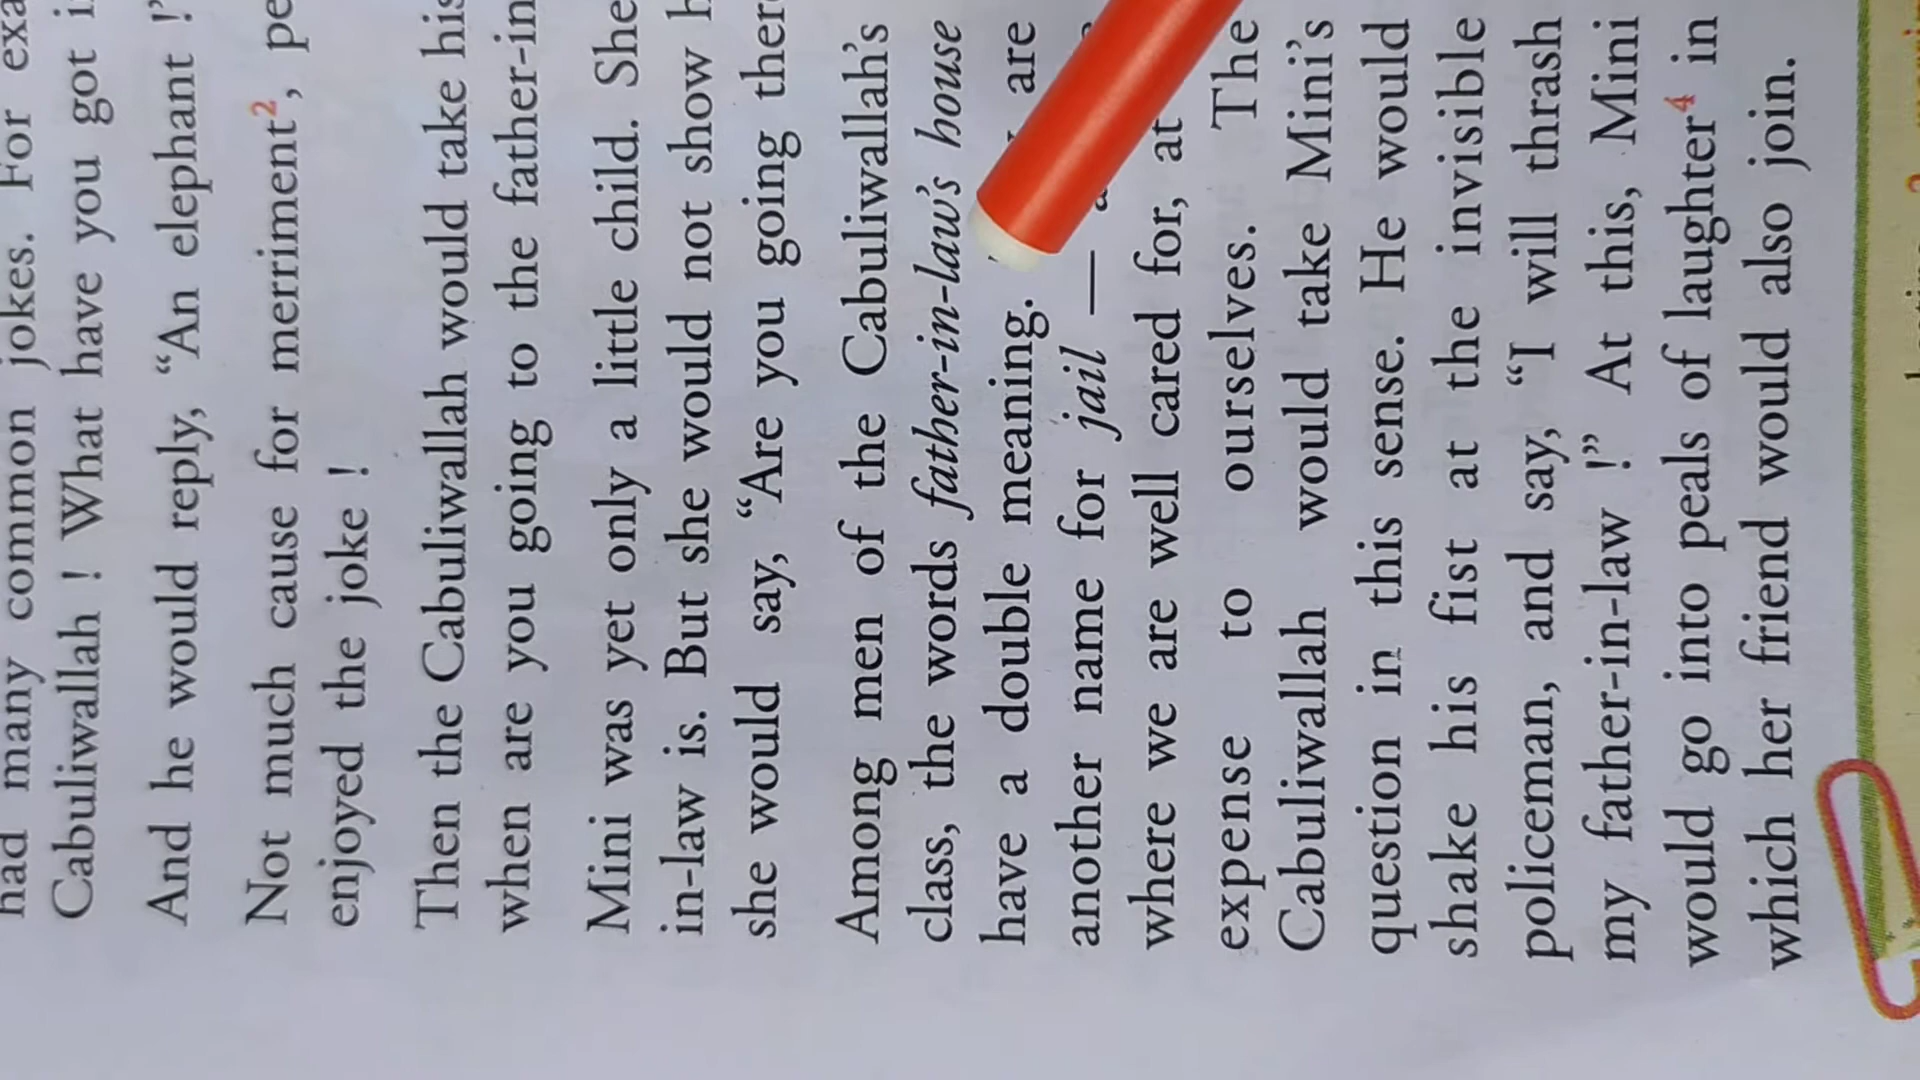 had many common jokes. For
Cabuliwallah ! What have you got
And he would reply, “An elephant !”
Not much cause for merriment2,
enjoyed the joke !
Then the Cabuliwallah would take his
when are you going to the father-in
Mini was yet only a little child. She
in-law is. But she would not show
she would say, “Are you going
Among men of the Cabuliwallah’s
class, the words father-in-law’s house
have a double meaning. are
another name for jail —
where we are well cared for, at
expense to ourselves. The
Cabuliwallah would take Mini’s
question in this sense. He would
shake his fist at the invisible
policeman, and say, “I will thrash
my father-in-law !” At this, Mini
would go into peals of laughter4 in
which her friend would also join.